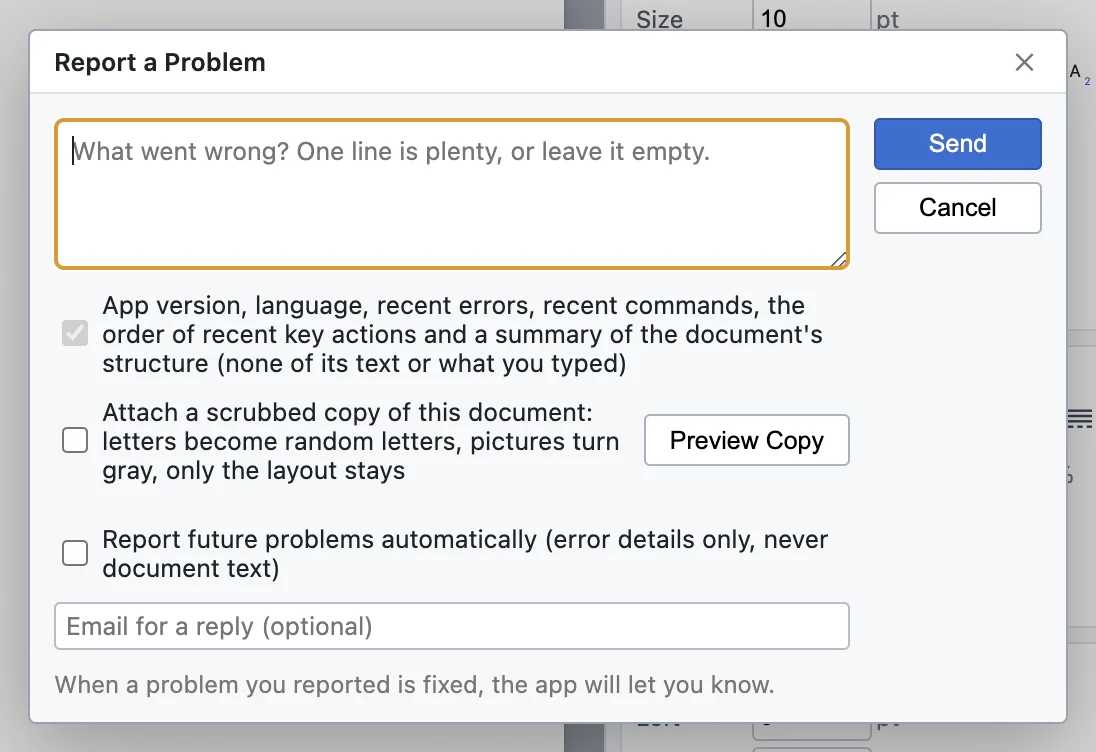 Size 10 pt
Report a Problem
A 2
What went wrong? One line is plenty, or leave it empty.
Send
Cancel
App version, language, recent errors, recent commands, the
order of recent key actions and a summary of the document's
structure (none of its text or what you typed)
Attach a scrubbed copy of this document:
letters become random letters, pictures turn
gray, only the layout stays
Preview Copy
Report future problems automatically (error details only, never
document text)
Email for a reply (optional)
When a problem you reported is fixed, the app will let you know.